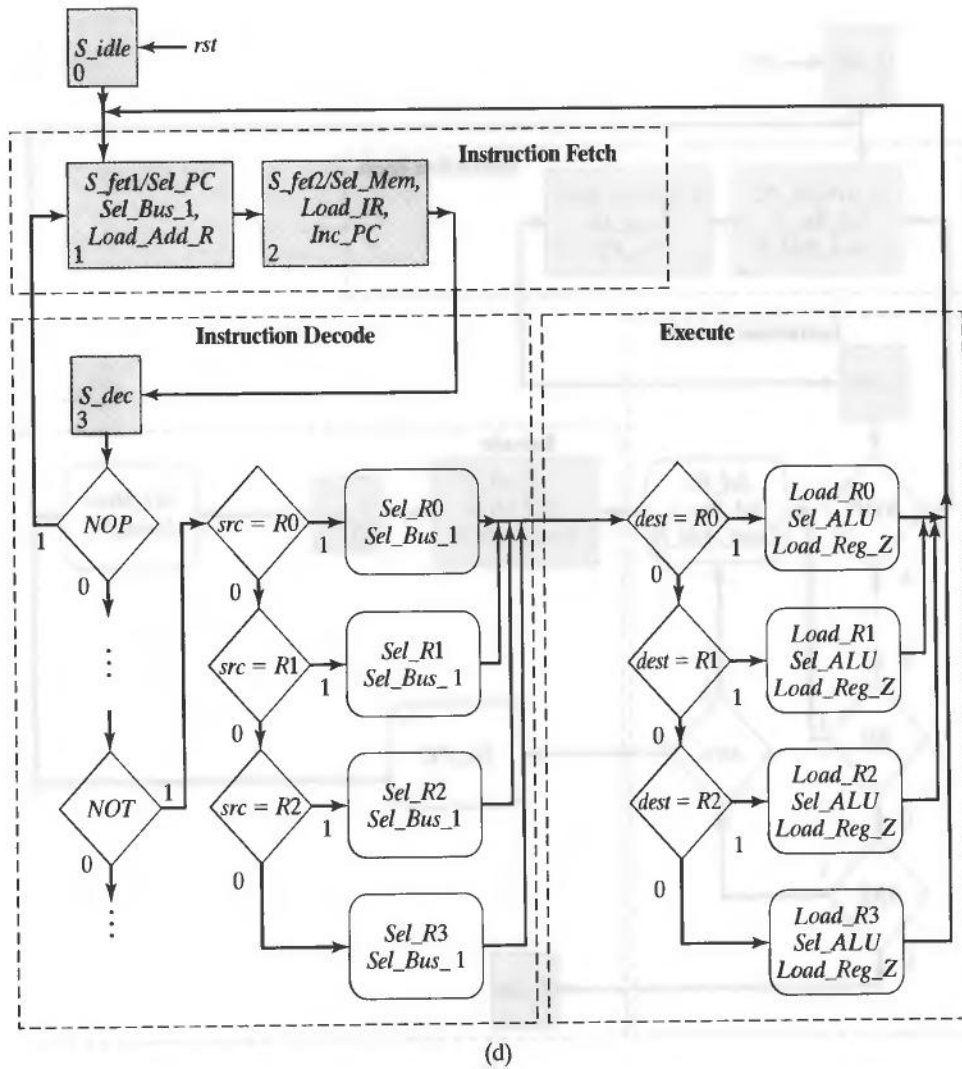 S_idle
0
rst
Instruction Fetch
S_fet1/Sel_PC
Sel_Bus_1,
Load_Add_R
1
S_fet2/Sel_Mem,
Load_IR,
Inc_PC
2
Instruction Decode
Execute
S_dec
3
NOP
1
0
src = R0
1
0
Sel_R0
Sel_Bus_1
dest = R0
1
0
Load_R0
Sel_ALU
Load_Reg_Z
src = R1
1
0
Sel_R1
Sel_Bus_1
dest = R1
1
0
Load_R1
Sel_ALU
Load_Reg_Z
NOT
1
0
src = R2
1
0
Sel_R2
Sel_Bus_1
dest = R2
1
0
Load_R2
Sel_ALU
Load_Reg_Z
Sel_R3
Sel_Bus_1
Load_R3
Sel_ALU
Load_Reg_Z
(d)